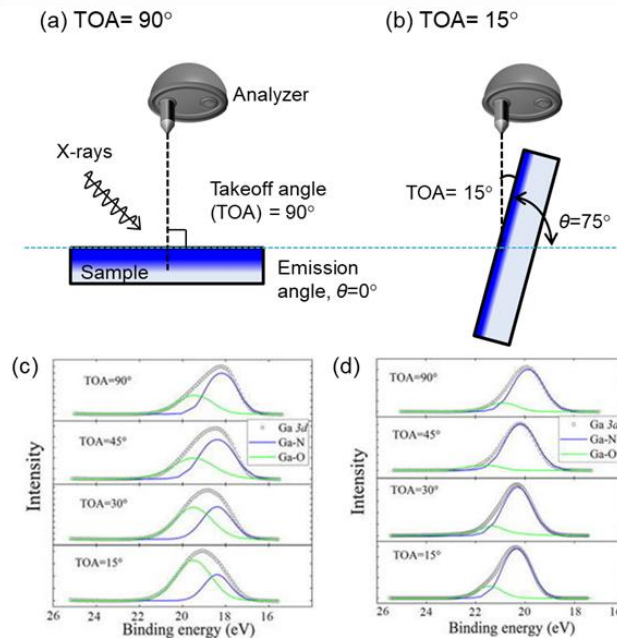 (a) TOA= 90°
(b) TOA= 15°
Analyzer
X-rays
Takeoff angle
(TOA) = 90°
TOA= 15°
θ=75°
Sample
Emission
angle, θ=0°
(c)
TOA=90°
TOA=45°
Ga 3d
Ga-N
Ga-O
TOA=30°
TOA=15°
Intensity
26 24 22 20 18 16
Binding energy (eV)
(d)
TOA=90°
TOA=45°
Ga 3d
Ga-N
Ga-O
TOA=30°
TOA=15°
Intensity
26 24 22 20 18 16
Binding energy (eV)